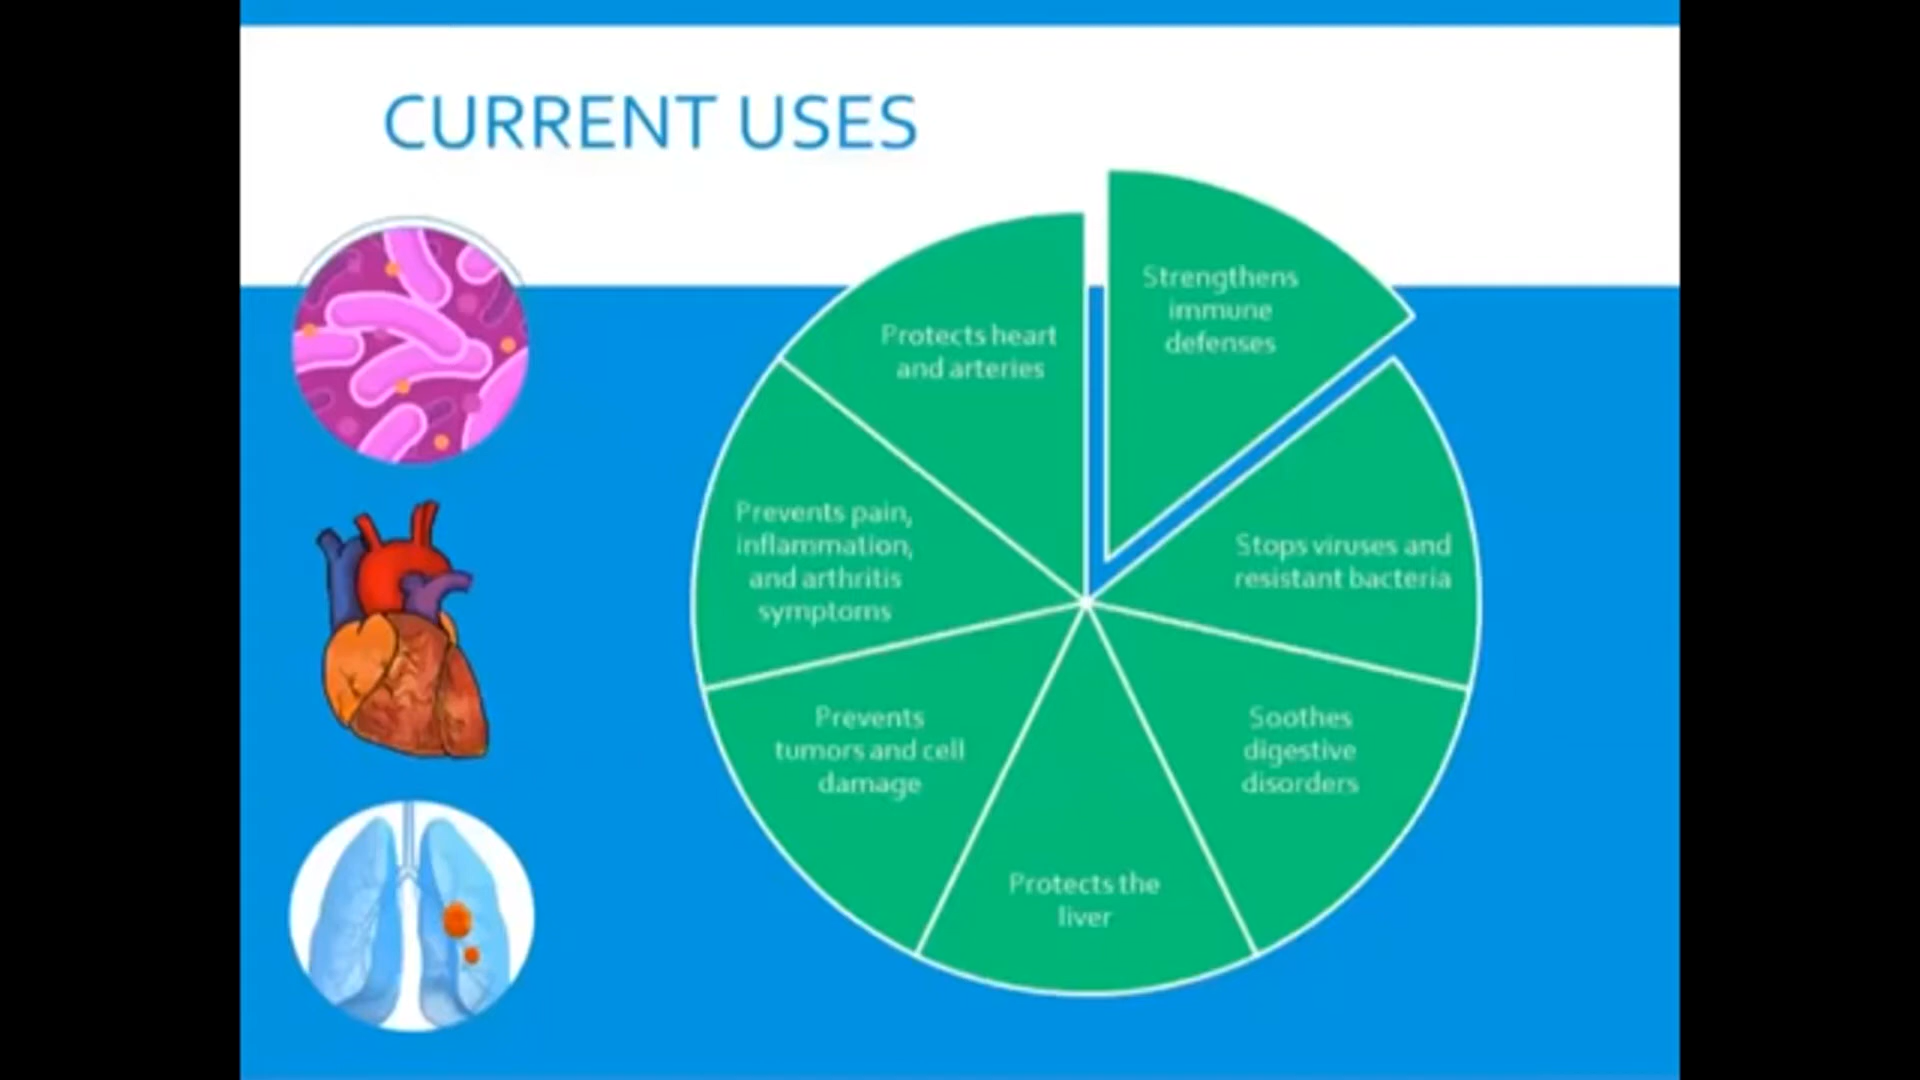 CURRENT USES
Strengthens
immune
defenses
Stops viruses and
resistant bacteria
Soothes
digestive
disorders
Protects the
liver
Prevents
tumors and cell
damage
Prevents pain,
inflammation,
and arthritis
symptoms
Protects heart
and arteries